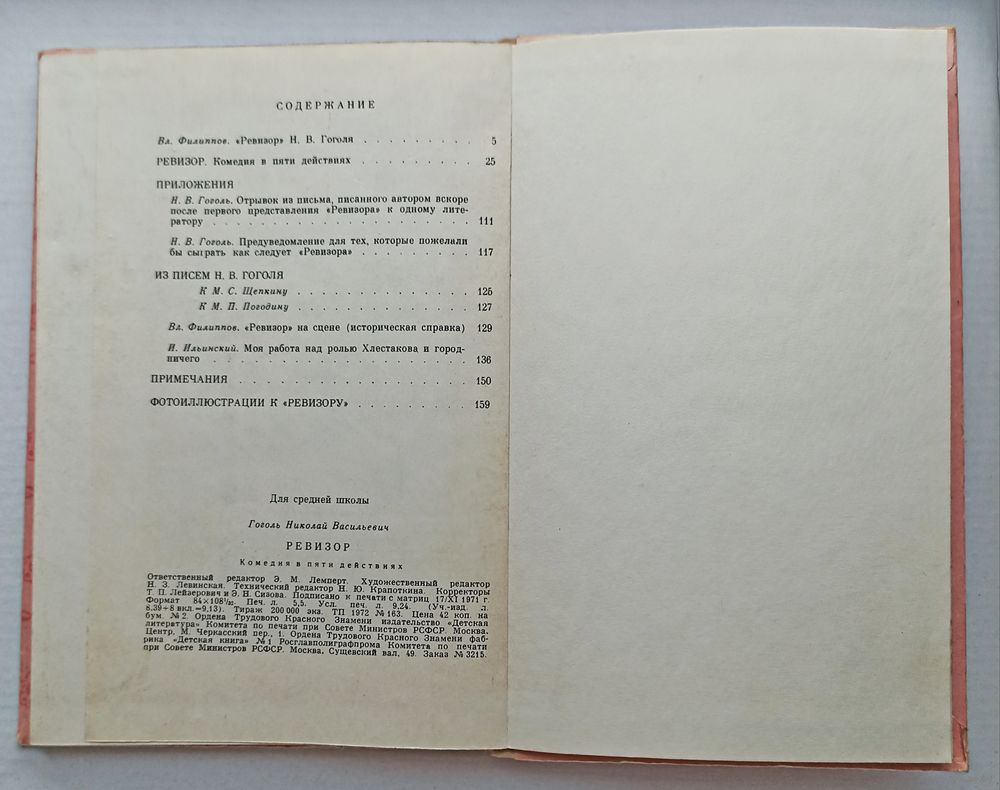 СОДЕРЖАНИЕ
Вл. Филиппов. «Ревизор» Н. В. Гоголя . . . . . . . . . 5
РЕВИЗОР. Комедия в пяти действиях . . . . . . . . . 25
ПРИЛОЖЕНИЯ
Н. В. Гоголь. Отрывок из письма, писанного автором вскоре
после первого представления «Ревизора» к одному лите-
ратору . . . . . . . . . . . . . . . . . . . . . 111
Н. В. Гоголь. Предуведомление для тех, которые пожелали
бы сыграть как следует «Ревизора» . . . . . . . . . 117
ИЗ ПИСЕМ Н. В. ГОГОЛЯ
К М. С. Щепкину . . . . . . . . . . . . . . 125
К М. П. Погодину . . . . . . . . . . . . . . 127
Вл. Филиппов. «Ревизор» на сцене (историческая справка) 129
И. Ильинский. Моя работа над ролью Хлестакова и город-
ничего . . . . . . . . . . . . . . . . . . . . . 136
ПРИМЕЧАНИЯ . . . . . . . . . . . . . . . . . . . 150
ФОТОИЛЛЮСТРАЦИИ К «РЕВИЗОРУ» . . . . . . . . . 159
Для средней школы
Гоголь Николай Васильевич
РЕВИЗОР
Комедия в пяти действиях
Ответственный редактор Э. М. Лемперт. Художественный редактор
Н. З. Левинская. Технический редактор Н. Ю. Крапоткина. Корректоры
Т. П. Лейзерович и Э. Н. Сизова. Подписано к печати с матриц 17/XI 1971 г.
Формат 84×108¹/₃₂. Печ. л. 5,5. Усл. печ. л. 9,24. (Уч.-изд. л.
8,39+8 вкл.=9,13). Тираж 200 000 экз. ТП 1972 № 163. Цена 42 коп. на
бум. № 2. Ордена Трудового Красного Знамени издательство «Детская
литература» Комитета по печати при Совете Министров РСФСР. Москва,
Центр, М. Черкасский пер., 1. Ордена Трудового Красного Знамени фаб-
рика «Детская книга» № 1 Росглавполиграфпрома Комитета по печати
при Совете Министров РСФСР. Москва, Сущевский вал, 49. Заказ № 3215.